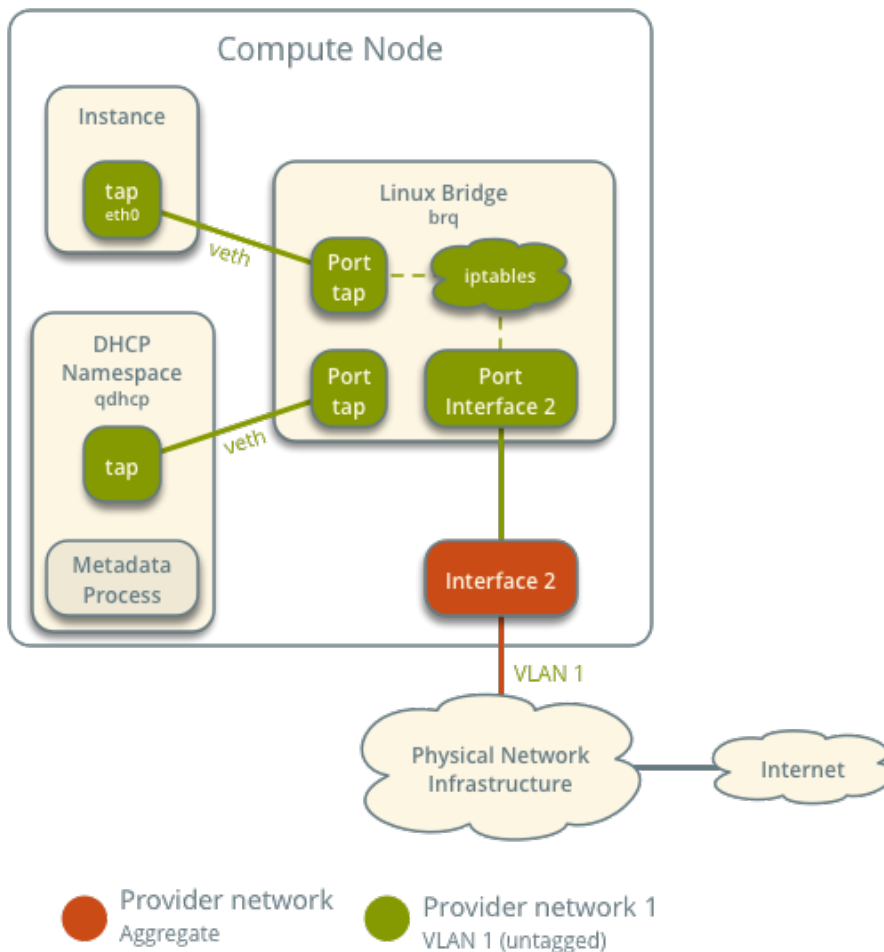 Compute Node
Instance
tap
eth0
veth
Linux Bridge
brq
Port
tap
iptables
DHCP
Namespace
qdhcp
tap
veth
Port
tap
Port
Interface 2
Metadata
Process
Interface 2
VLAN 1
Physical Network
Infrastructure
Internet
Provider network
Aggregate
Provider network 1
VLAN 1 (untagged)